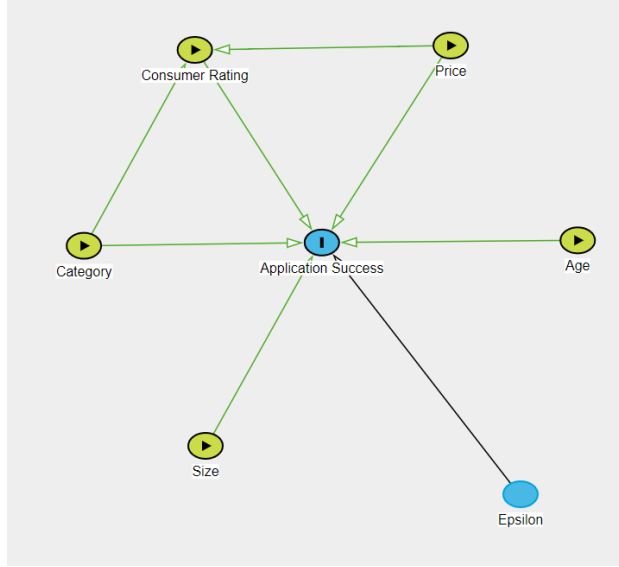 Consumer Rating
Price
Category
Application Success
Age
Size
Epsilon